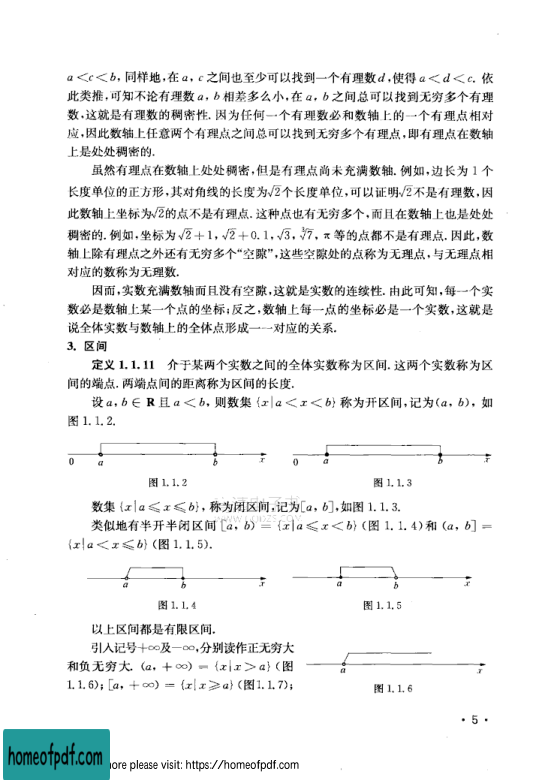 a<c<b,同样地,在a,c之间也至少可以找到一个有理数d,使得a<d<c.依
此类推,可知不论有理数a,b相差多么小,在a,b之间总可以找到无穷多个有理
数,这就是有理数的稠密性.因为任何一个有理数必和数轴上的一个有理点相对
应,因此数轴上任意两个有理点之间总可以找到无穷多个有理点,即有理点在数轴
上是处处稠密的.
虽然有理点在数轴上处处稠密,但是有理点尚未充满数轴.例如,边长为1个
长度单位的正方形,其对角线的长度为√2个长度单位,可以证明√2不是有理数,因
此数轴上坐标为√2的点不是有理点.这种点也有无穷多个,而且在数轴上也是处处
稠密的.例如,坐标为√2+1,√2+0.1,√3,∛7,π等的点都不是有理点.因此,数
轴上除有理点之外还有无穷多个“空隙”,这些空隙处的点称为无理点,与无理点相
对应的数称为无理数.
因而,实数充满数轴而且没有空隙,这就是实数的连续性.由此可知,每一个实
数必是数轴上某一个点的坐标;反之,数轴上每一点的坐标必是一个实数,这就是
说全体实数与数轴上的全体点形成一一对应的关系.
3. 区间
定义1.1.11 介于某两个实数之间的全体实数称为区间.这两个实数称为区
间的端点.两端点间的距离称为区间的长度.
设a,b∈R且a<b,则数集{x|a<x<b}称为开区间,记为(a,b),如
图1.1.2.
0 a b x
0 a b x
图1.1.2
图1.1.3
数集{x|a≤x≤b},称为闭区间,记为[a,b],如图1.1.3.
类似地有半开半闭区间[a,b)={x|a≤x<b}(图1.1.4)和(a,b]=
{x|a<x≤b}(图1.1.5).
a b x
a b x
图1.1.4
图1.1.5
以上区间都是有限区间.
引入记号+∞及-∞,分别读作正无穷大
和负无穷大.(a,+∞)={x|x>a}(图
1.1.6);[a,+∞)={x|x≥a}(图1.1.7);
a x
图1.1.6
·5·
homeofpdf.com
ore please visit: https://homeofpdf.com